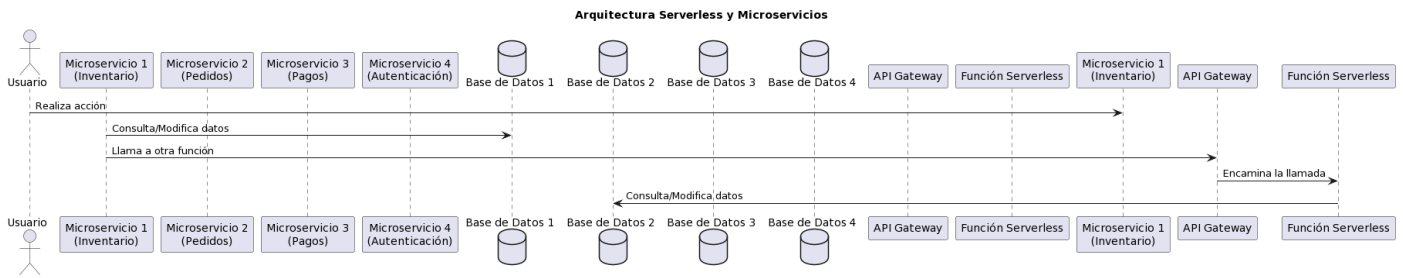 Arquitectura Serverless y Microservicios
Usuario
Microservicio 1
(Inventario)
Microservicio 2
(Pedidos)
Microservicio 3
(Pagos)
Microservicio 4
(Autenticación)
Base de Datos 1
Base de Datos 2
Base de Datos 3
Base de Datos 4
API Gateway
Función Serverless
Microservicio 1
(Inventario)
API Gateway
Función Serverless
Realiza acción
Consulta/Modifica datos
Llama a otra función
Encamina la llamada
Consulta/Modifica datos
Usuario
Microservicio 1
(Inventario)
Microservicio 2
(Pedidos)
Microservicio 3
(Pagos)
Microservicio 4
(Autenticación)
Base de Datos 1
Base de Datos 2
Base de Datos 3
Base de Datos 4
API Gateway
Función Serverless
Microservicio 1
(Inventario)
API Gateway
Función Serverless